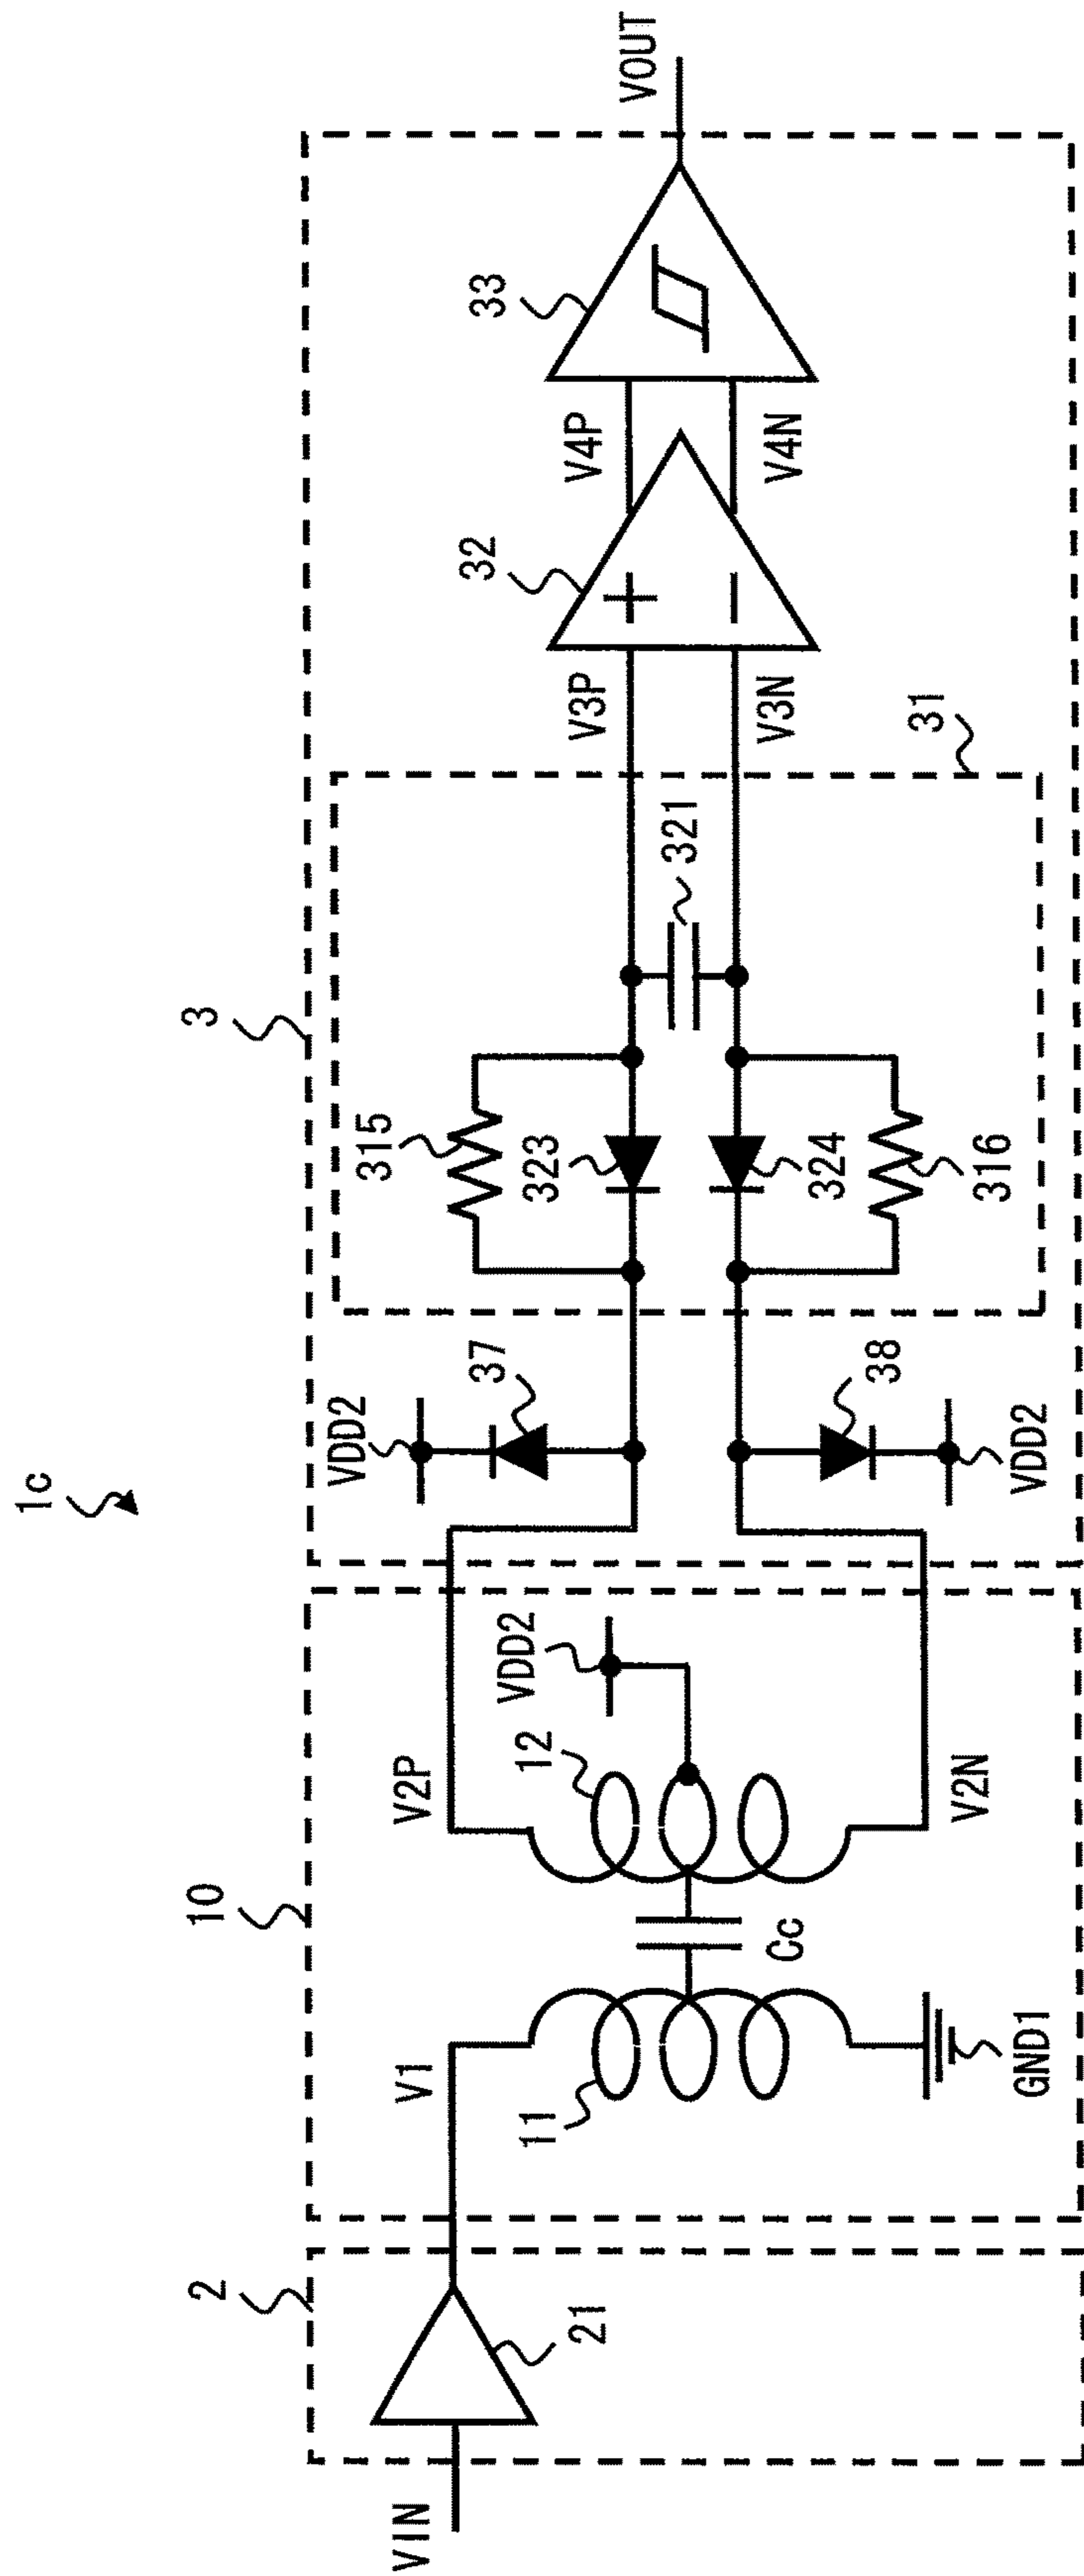 1c
2
10
3
VIN
21
V1
11
GND1
Cc
12
VDD2
V2P
V2N
VDD2
37
38
VDD2
315
323
324
316
321
31
V3P
V3N
32
V4P
V4N
33
VOUT